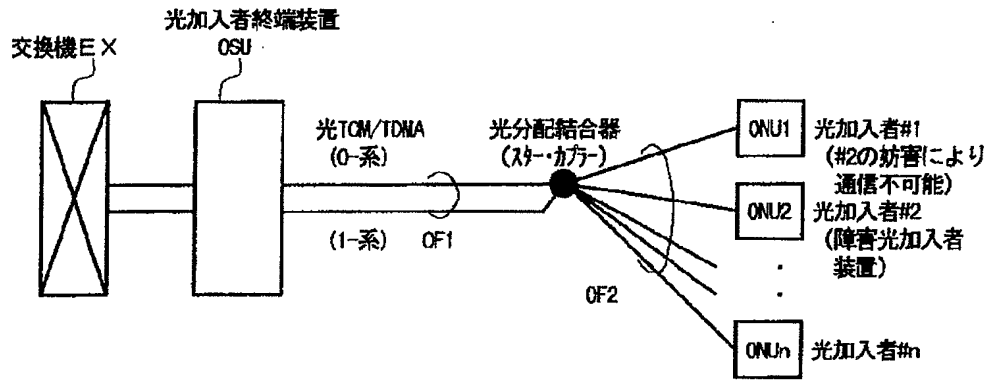 光加入者終端装置
OSU
交換機EX
光TCM/TDMA
(0-系)
(1-系)
OF1
光分配結合器
(スター・カプラー)
OF2
ONU1
光加入者#1
(#2の妨害により
通信不可能)
ONU2
光加入者#2
(障害光加入者
装置)
ONUn
光加入者#n